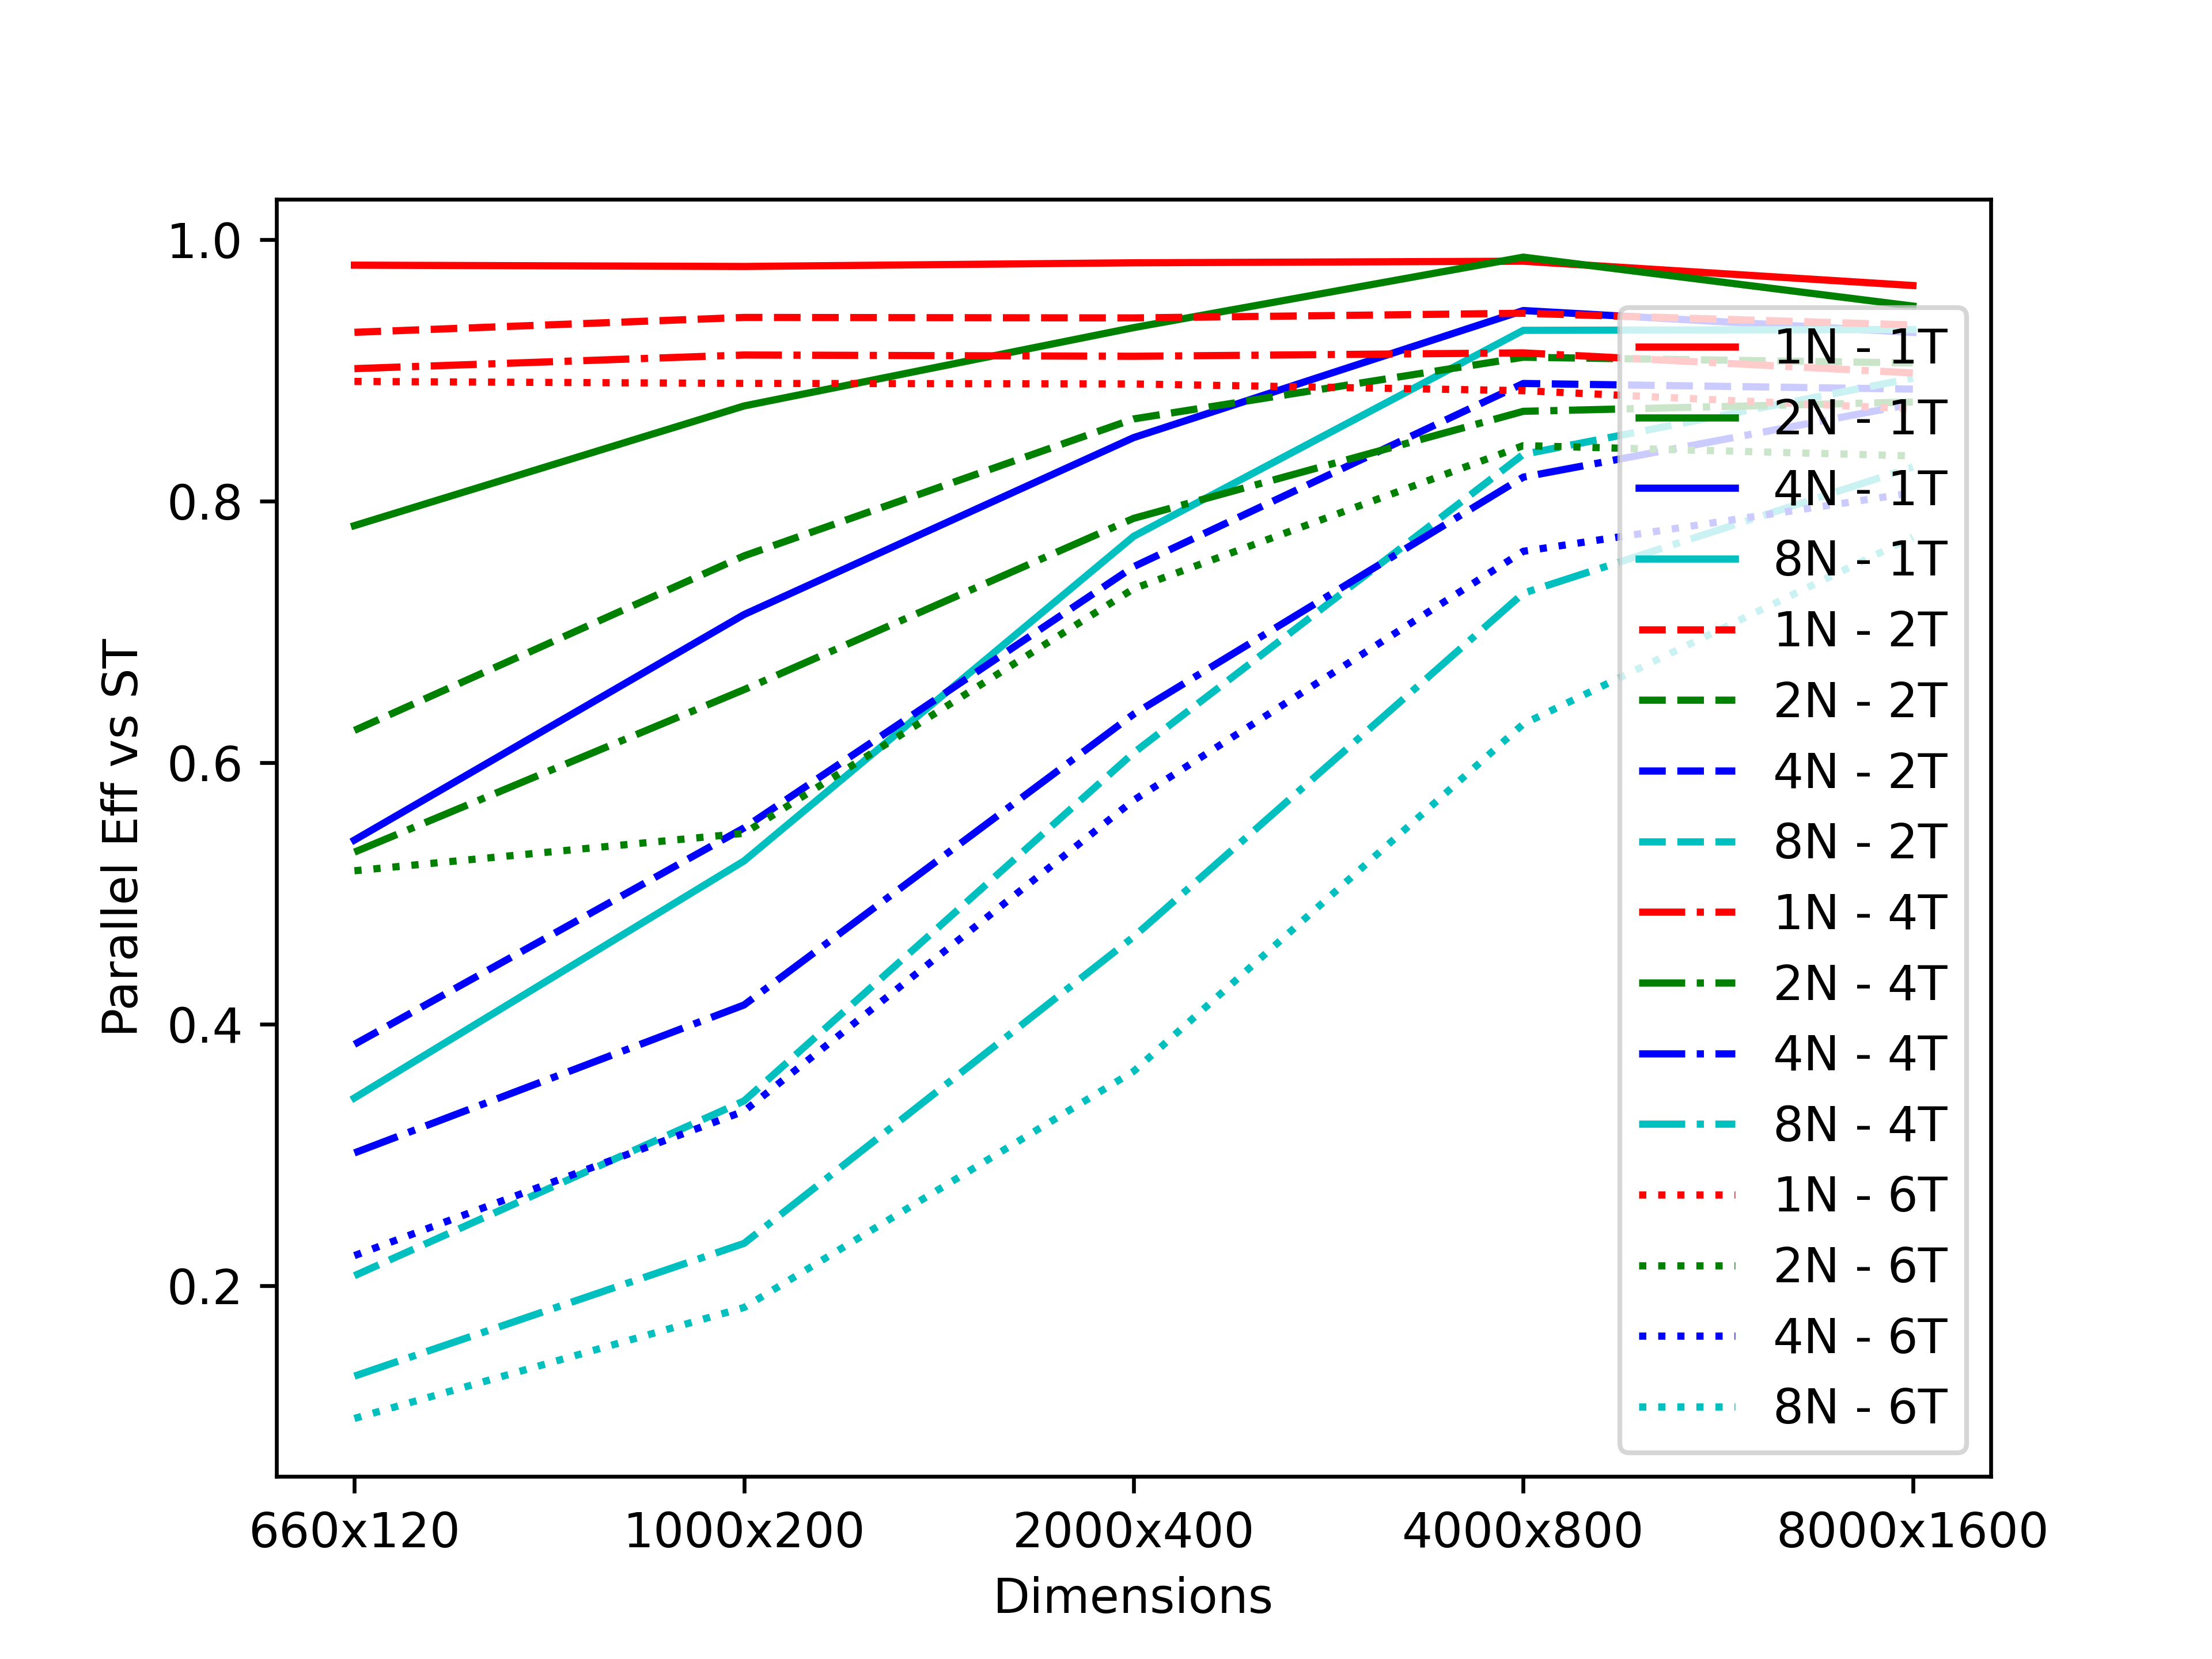 Parallel Eff vs ST
1.0
0.8
0.6
0.4
0.2
1N - 1T
2N - 1T
4N - 1T
8N - 1T
1N - 2T
2N - 2T
4N - 2T
8N - 2T
1N - 4T
2N - 4T
4N - 4T
8N - 4T
1N - 6T
2N - 6T
4N - 6T
8N - 6T
660x120 1000x200 2000x400 4000x800 8000x1600
Dimensions